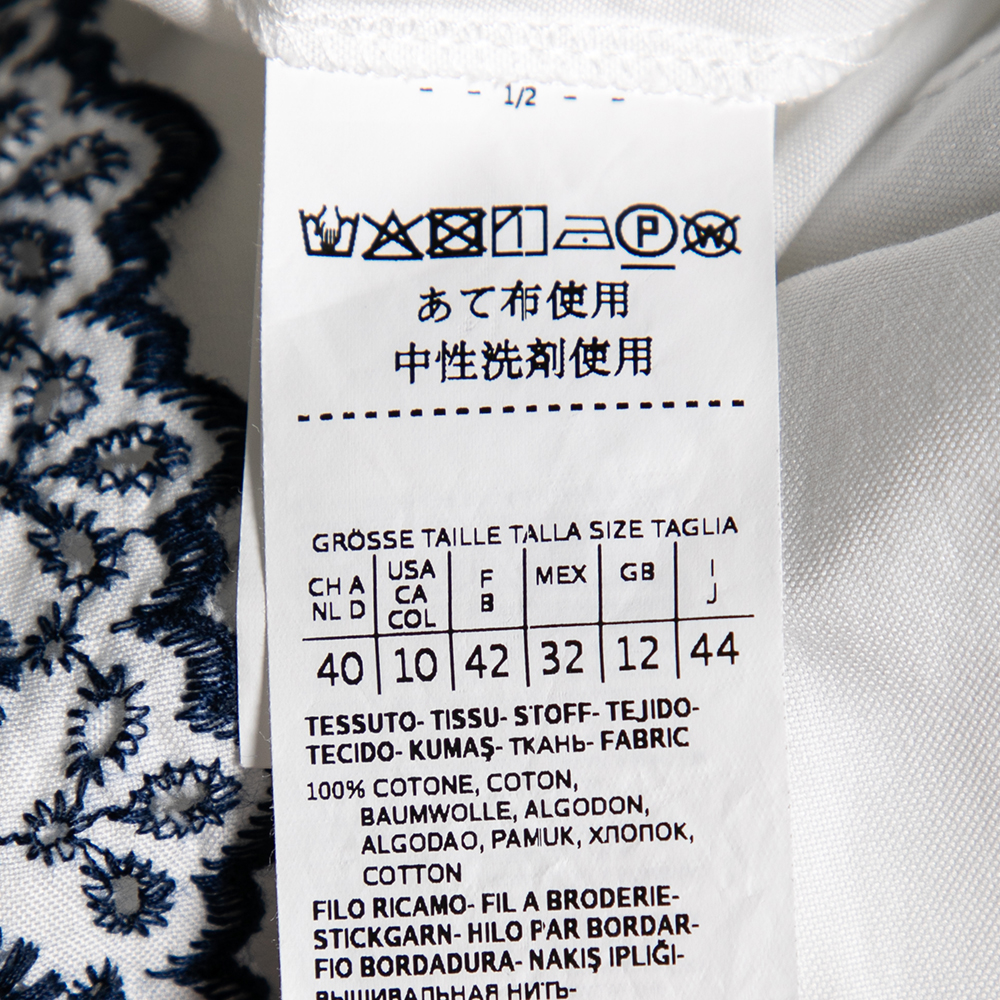 - - 1/2 - -
P W
あて布使用
中性洗剤使用
GRÖSSE TAILLE TALLA SIZE TAGLIA
CH A NL D USA CA COL F B MEX GB I J
40 10 42 32 12 44
TESSUTO- TISSU- STOFF- TEJIDO-
TECIDO- KUMAŞ- ТКАНЬ- FABRIC
100% COTONE, COTON,
BAUMWOLLE, ALGODON,
ALGODAO, PAMUK, ХЛОПОК,
COTTON
FILO RICAMO- FIL A BRODERIE-
STICKGARN- HILO PAR BORDAR-
FIO BORDADURA- NAKIŞ IPLIĞI-
ВЫШИВАЛЬНАЯ НИТЬ-